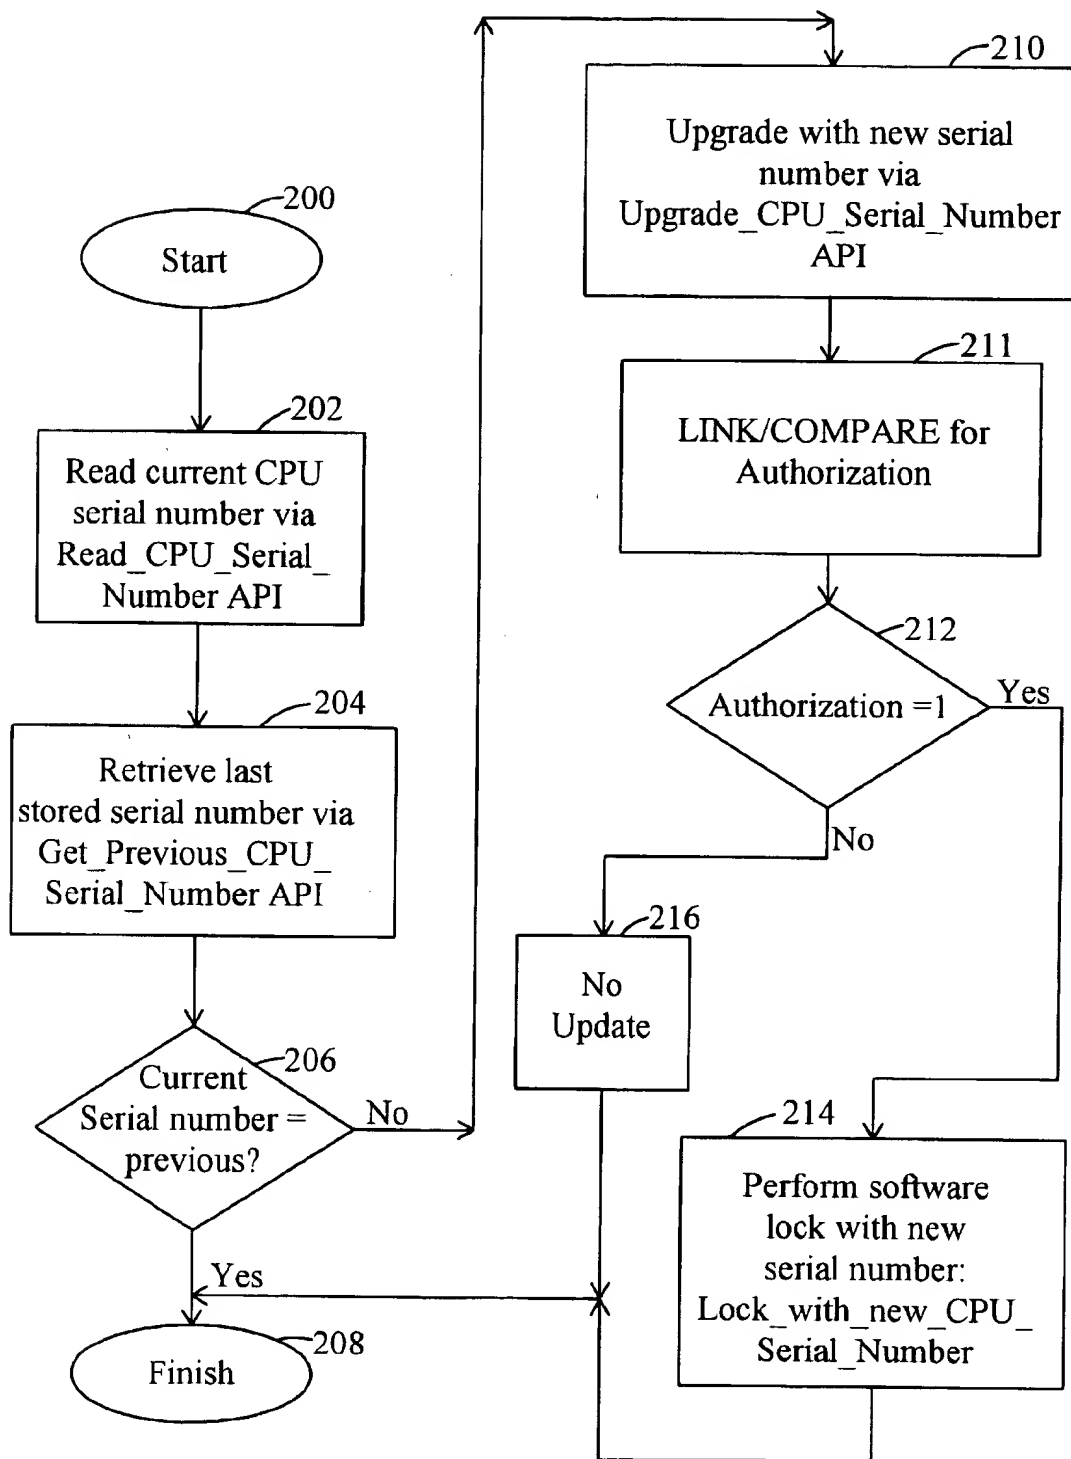 200
Start
202
Read current CPU
serial number via
Read_CPU_Serial_
Number API
204
Retrieve last
stored serial number via
Get_Previous_CPU_
Serial_Number API
206
Current
Serial number =
previous?
No
Yes
208
Finish
210
Upgrade with new serial
number via
Upgrade_CPU_Serial_Number
API
211
LINK/COMPARE for
Authorization
212
Authorization =1
Yes
No
216
No
Update
214
Perform software
lock with new
serial number:
Lock_with_new_CPU_
Serial_Number